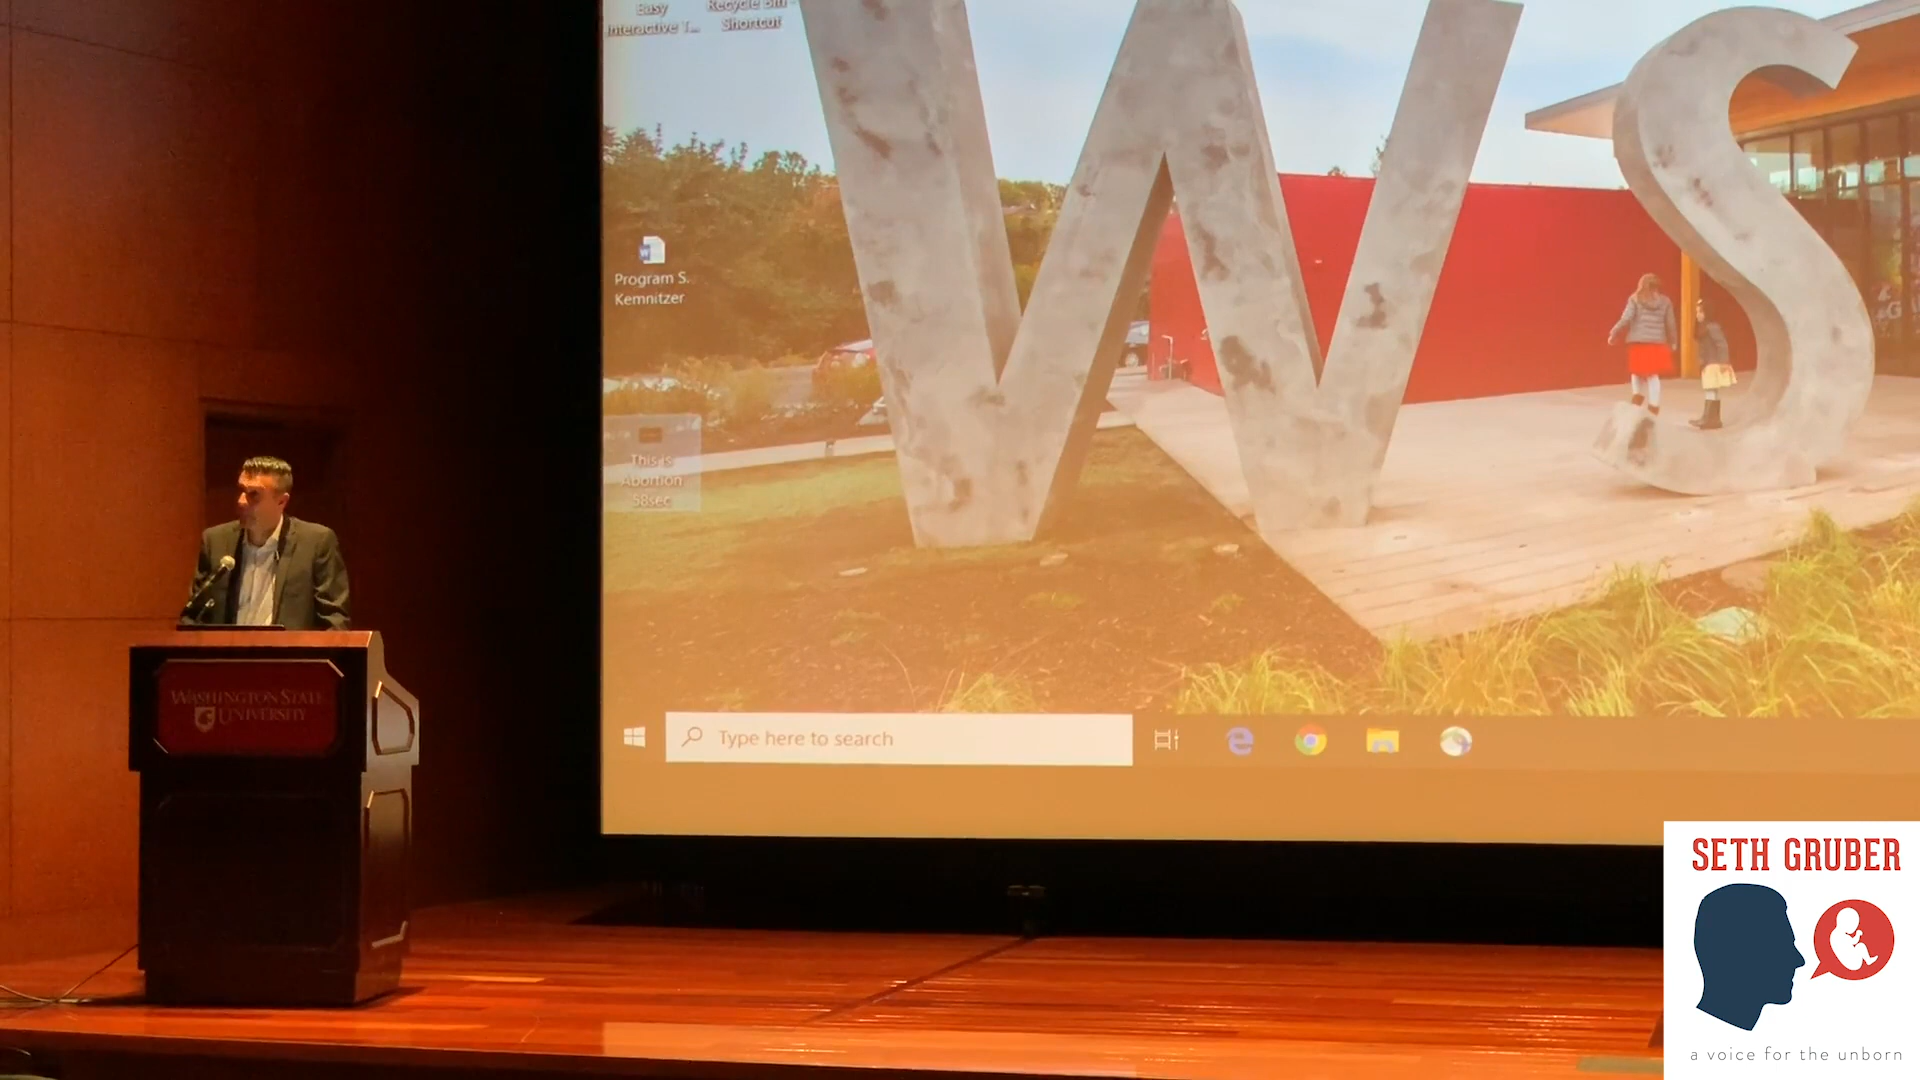 Easy
Interactive T...
Recycle Bin -
Shortcut
Program S.
Kemnitzer
This is
Abortion
58sec
Type here to search
WS
WASHINGTON STATE
UNIVERSITY
SETH GRUBER
a voice for the unborn